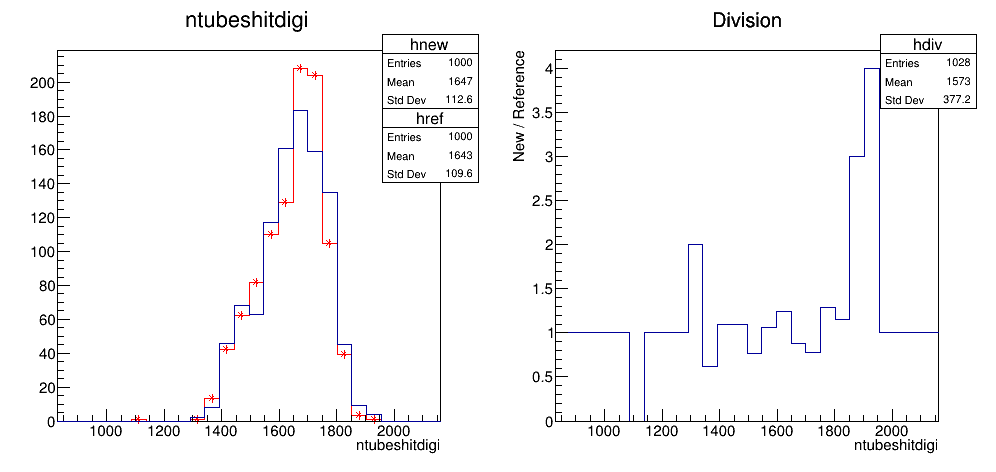 ntubeshitdigi
hnew
Entries 1000
Mean 1647
Std Dev 112.6
href
Entries 1000
Mean 1643
Std Dev 109.6
200
180
160
140
120
100
80
60
40
20
0
1000 1200 1400 1600 1800 2000
ntubeshitdigi
Division
hdiv
Entries 1028
Mean 1573
Std Dev 377.2
New / Reference
4
3.5
3
2.5
2
1.5
1
0.5
0
1000 1200 1400 1600 1800 2000
ntubeshitdigi